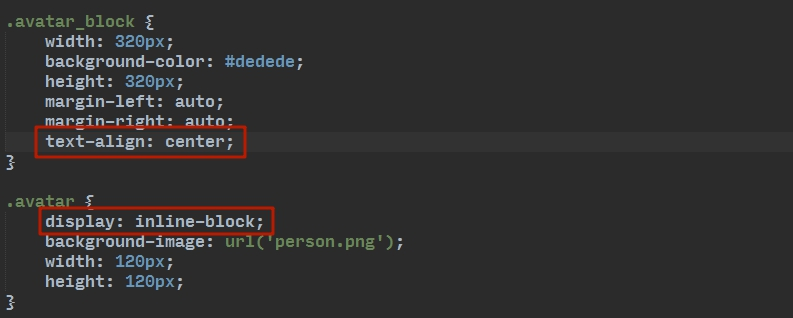 .avatar_block {
    width: 320px;
    background-color: #dedede;
    height: 320px;
    margin-left: auto;
    margin-right: auto;
    text-align: center;
}

.avatar {
    display: inline-block;
    background-image: url('person.png');
    width: 120px;
    height: 120px;
}